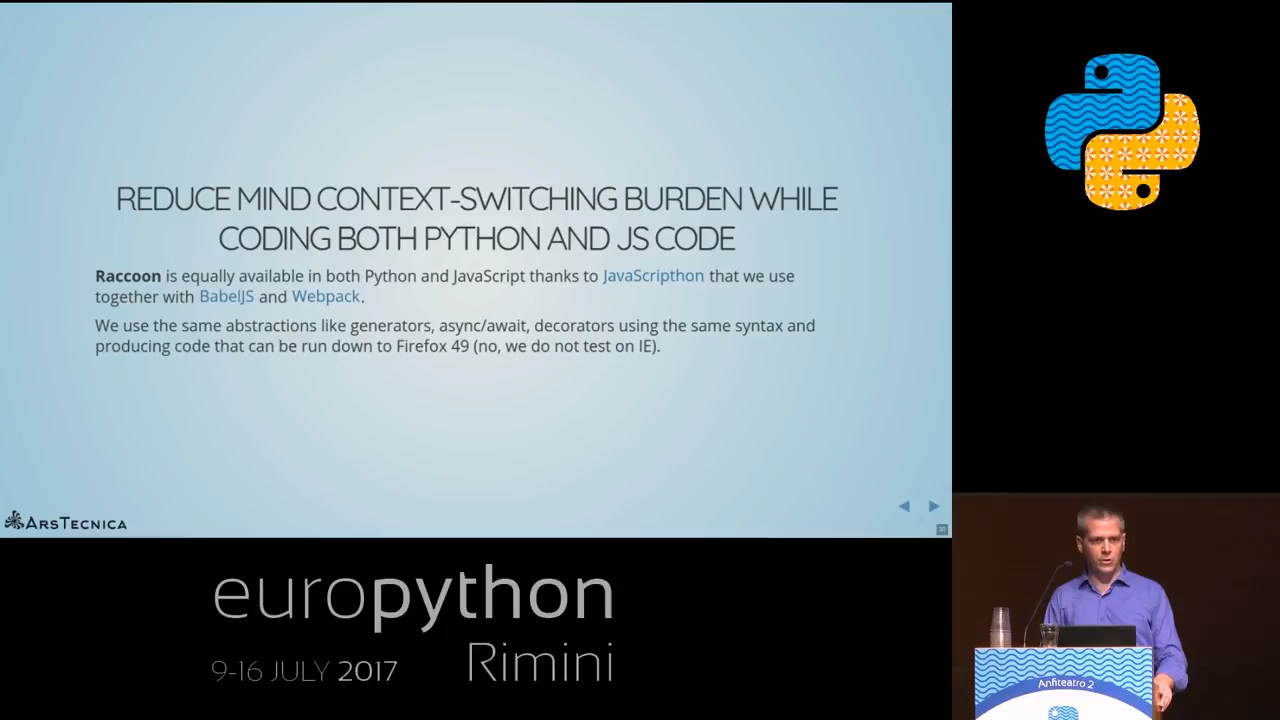 REDUCE MIND CONTEXT-SWITCHING BURDEN WHILE
CODING BOTH PYTHON AND JS CODE
Raccoon is equally available in both Python and JavaScript thanks to JavaScripthon that we use
together with BabelJS and Webpack.
We use the same abstractions like generators, async/await, decorators using the same syntax and
producing code that can be run down to Firefox 49 (no, we do not test on IE).
ARSTECNICA
europython
9-16 JULY 2017 Rimini
Anfiteatro 2